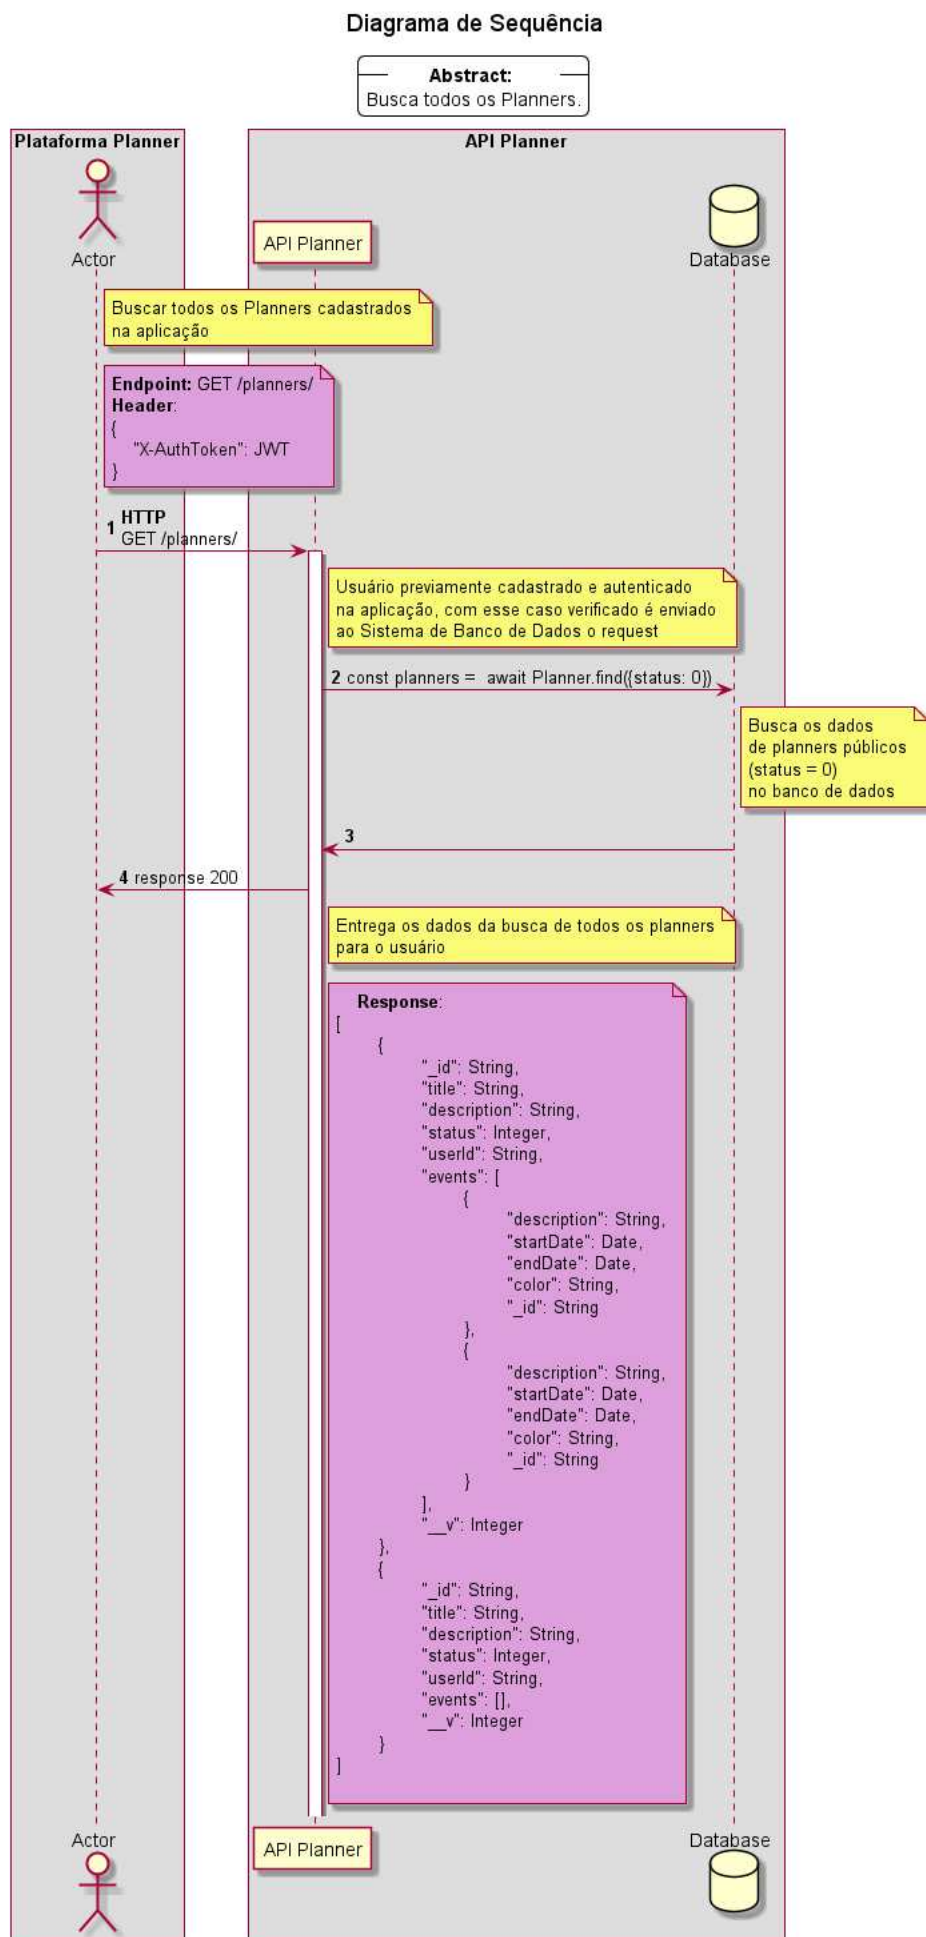 Diagrama de Sequência
Abstract:
Busca todos os Planners.
Plataforma Planner
API Planner
Actor
API Planner
Database
Buscar todos os Planners cadastrados
na aplicação
Endpoint: GET /planners/
Header:
{
"X-AuthToken": JWT
}
1 HTTP
GET /planners/
Usuário previamente cadastrado e autenticado
na aplicação, com esse caso verificado é enviado
ao Sistema de Banco de Dados o request
2 const planners =  await Planner.find({status: 0})
Busca os dados
de planners públicos
(status = 0)
no banco de dados
3
4 response 200
Entrega os dados da busca de todos os planners
para o usuário
Response:
[
{
"_id": String,
"title": String,
"description": String,
"status": Integer,
"userId": String,
"events": [
{
"description": String,
"startDate": Date,
"endDate": Date,
"color": String,
"_id": String
},
{
"description": String,
"startDate": Date,
"endDate": Date,
"color": String,
"_id": String
}
],
"__v": Integer
},
{
"_id": String,
"title": String,
"description": String,
"status": Integer,
"userId": String,
"events": [],
"__v": Integer
}
]
Actor
API Planner
Database